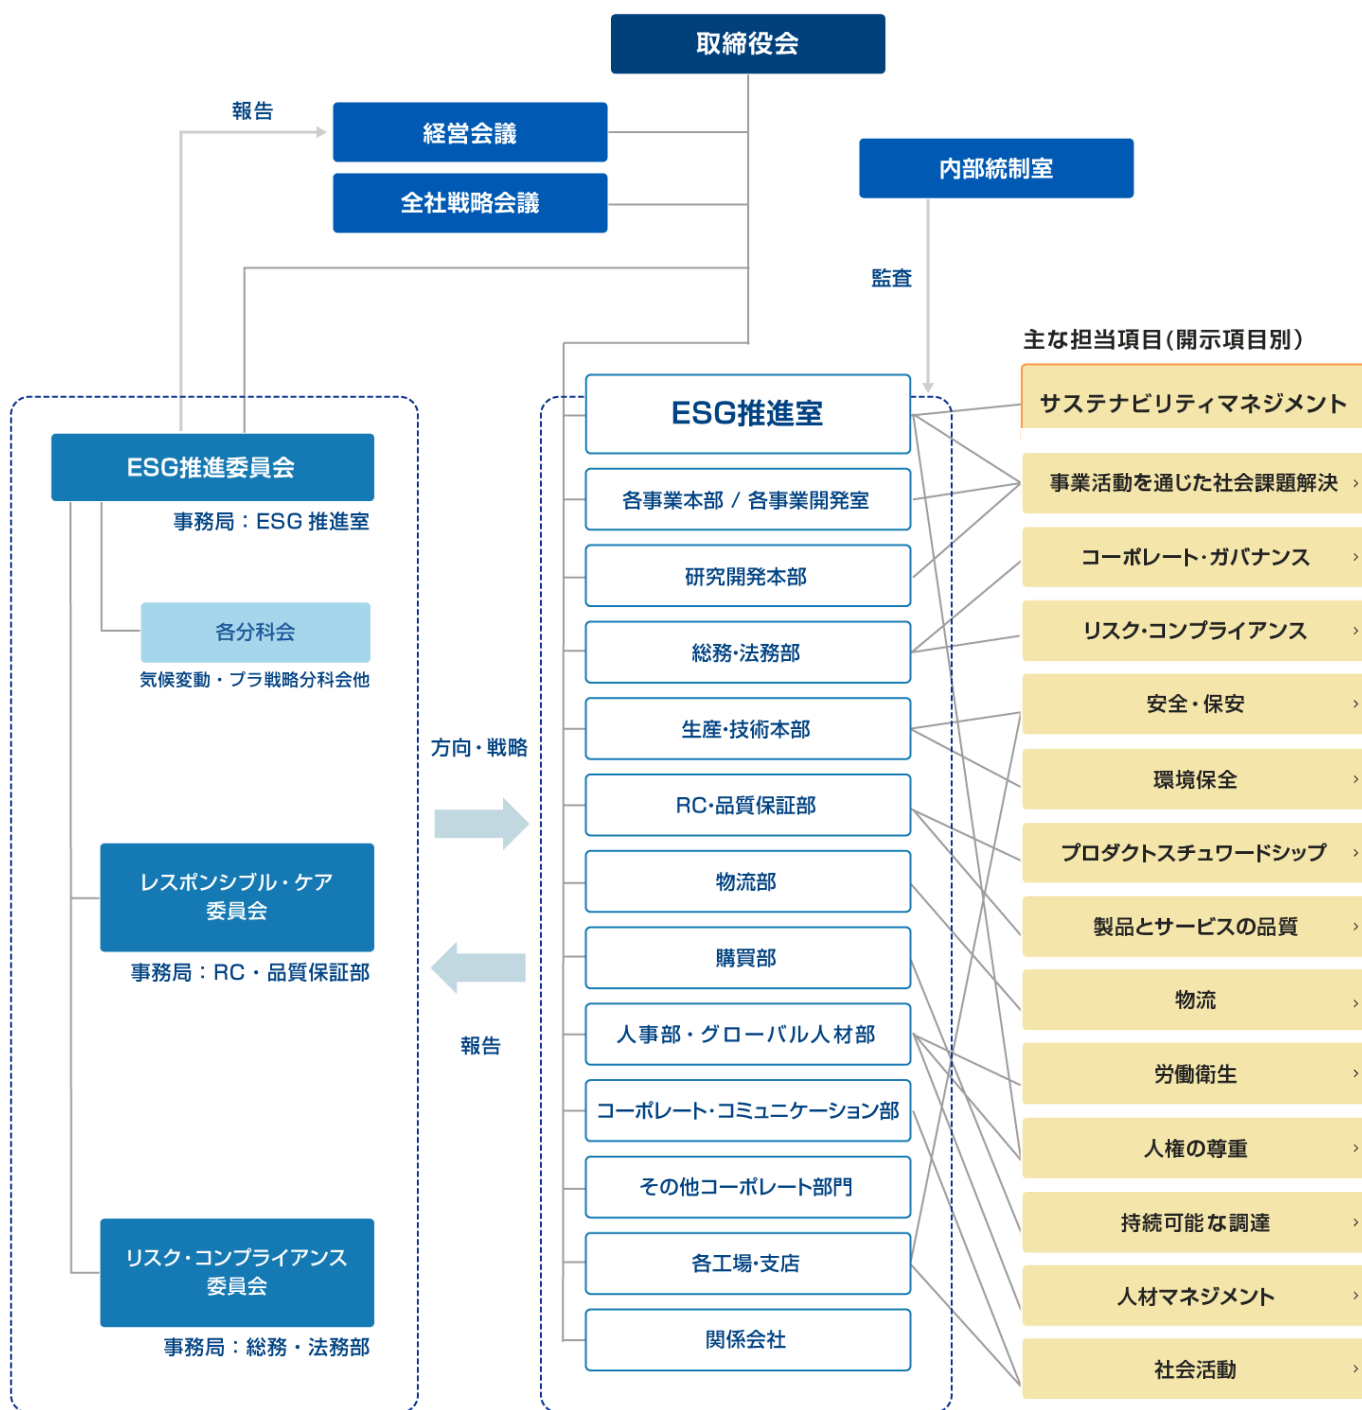 取締役会
報告
経営会議
全社戦略会議
内部統制室
監査
ESG推進委員会
事務局：ESG 推進室
各分科会
気候変動・プラ戦略分科会他
レスポンシブル・ケア
委員会
事務局：RC・品質保証部
リスク・コンプライアンス
委員会
事務局：総務・法務部
方向・戦略
報告
ESG推進室
各事業本部 / 各事業開発室
研究開発本部
総務・法務部
生産・技術本部
RC・品質保証部
物流部
購買部
人事部・グローバル人材部
コーポレート・コミュニケーション部
その他コーポレート部門
各工場・支店
関係会社
主な担当項目(開示項目別）
サステナビリティマネジメント
事業活動を通じた社会課題解決
コーポレート・ガバナンス
リスク・コンプライアンス
安全・保安
環境保全
プロダクトスチュワードシップ
製品とサービスの品質
物流
労働衛生
人権の尊重
持続可能な調達
人材マネジメント
社会活動